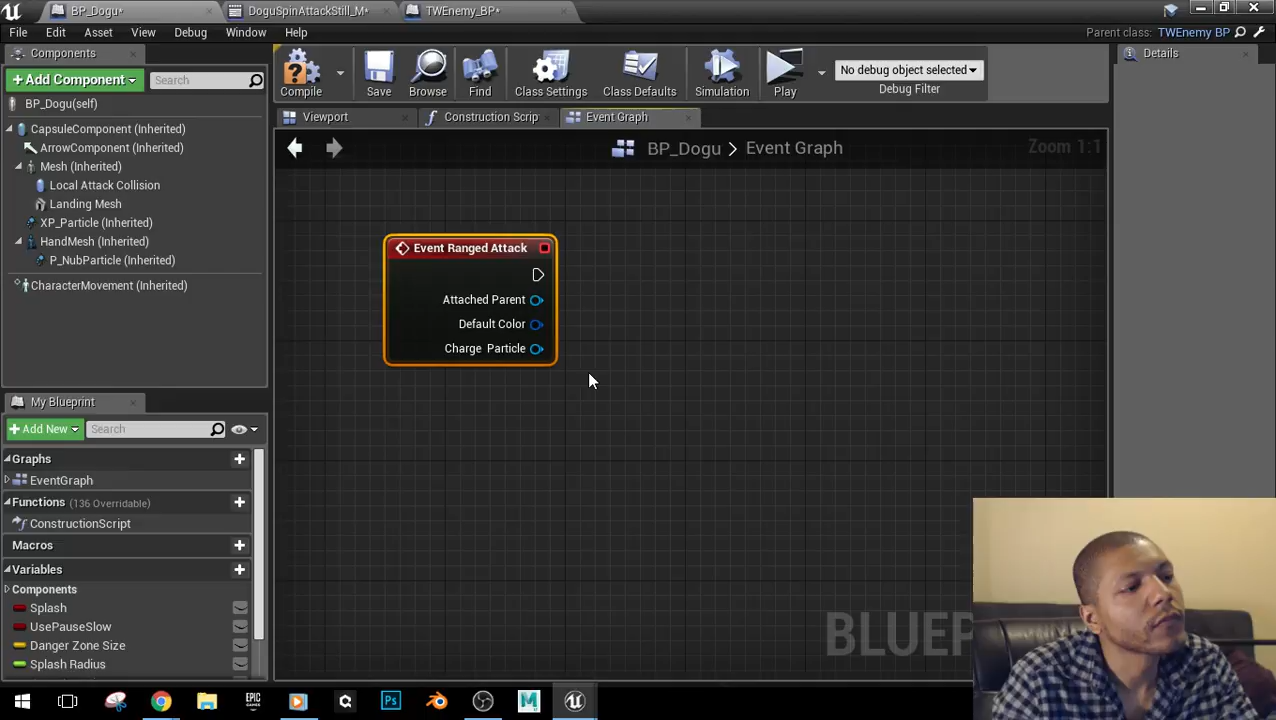 BP_Dogu*
DoguSpinAttackStill_M*
TWEnemy_BP*
File Edit Asset View Debug Window Help
Parent class: TWEnemy BP
Components
Details
+Add Component
Search
Compile
Save
Browse
Find
Class Settings
Class Defaults
Simulation
Play
No debug object selected
Debug Filter
BP_Dogu(self)
Viewport
Construction Scrip
Event Graph
CapsuleComponent (Inherited)
ArrowComponent (Inherited)
Mesh (Inherited)
Local Attack Collision
Landing Mesh
XP_Particle (Inherited)
HandMesh (Inherited)
P_NubParticle (Inherited)
CharacterMovement (Inherited)
BP_Dogu > Event Graph
Zoom 1:1
Event Ranged Attack
Attached Parent
Default Color
Charge Particle
My Blueprint
+Add New
Search
Graphs
EventGraph
Functions (136 Overridable)
ConstructionScript
Macros
Variables
Components
Splash
UsePauseSlow
Danger Zone Size
Splash Radius
BLUEP
EPIC
GAMES
Ps
M